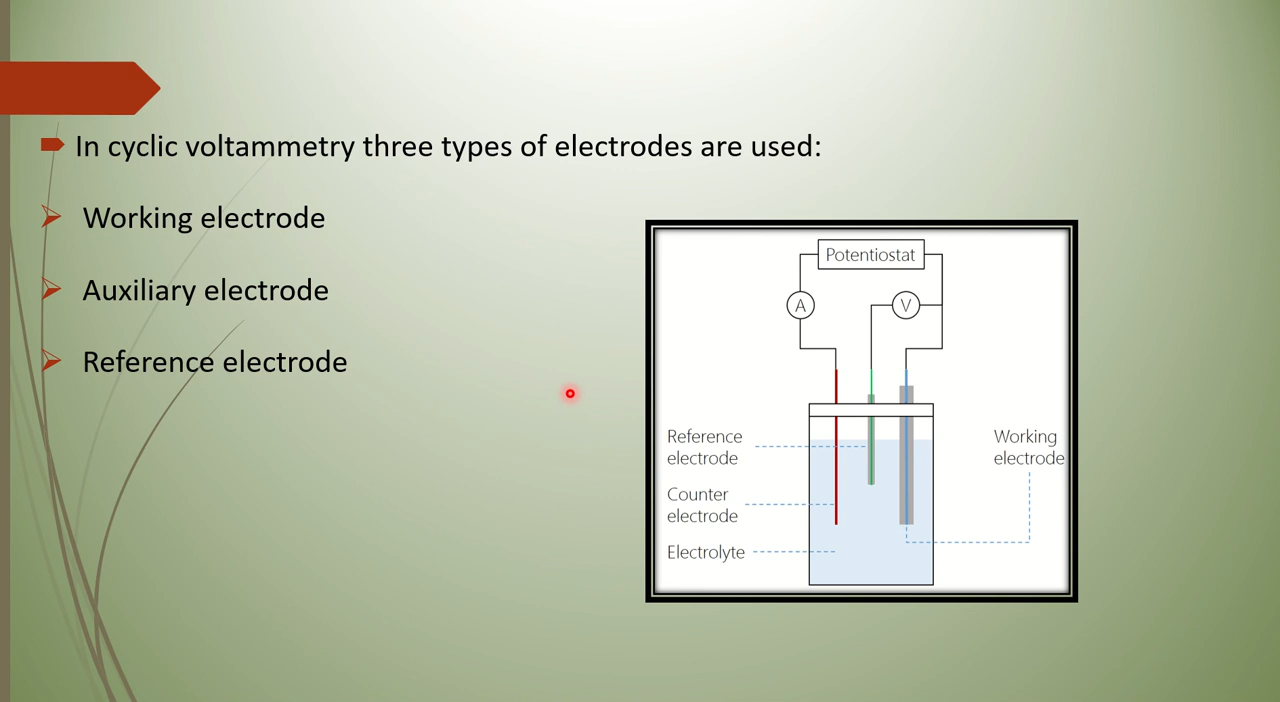 In cyclic voltammetry three types of electrodes are used:
Working electrode
Auxiliary electrode
Reference electrode
Potentiostat
A
V
Reference
electrode
Counter
electrode
Electrolyte
Working
electrode